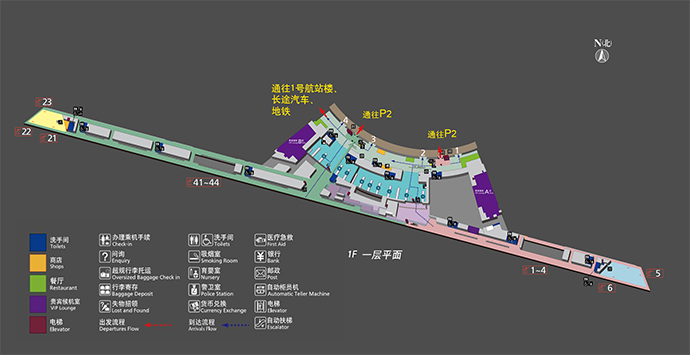 N北
通往1号航站楼、
长途汽车、
地铁
通往P2
通往P2
23
22
21
4
3
2
1
41~44
1~4
5
6
1F 一层平面
洗手间
Toilets
商店
Shops
餐厅
Restaurant
贵宾候机室
VIP Lounge
电梯
Elevator
办理乘机手续
Check-in
问询
Enquiry
超规行李托运
Oversized Baggage Check in
行李寄存
Baggage Deposit
失物招领
Lost and Found
出发流程
Departures Flow
洗手间
Toilets
吸烟室
Smoking Room
育婴室
Nursery
警卫室
Police Station
货币兑换
Currency Exchange
到达流程
Arrivals Flow
医疗急救
First Aid
银行
Bank
邮政
Post
自动柜员机
Auto Teller Machine
电梯
Elevator
自动扶梯
Escalator